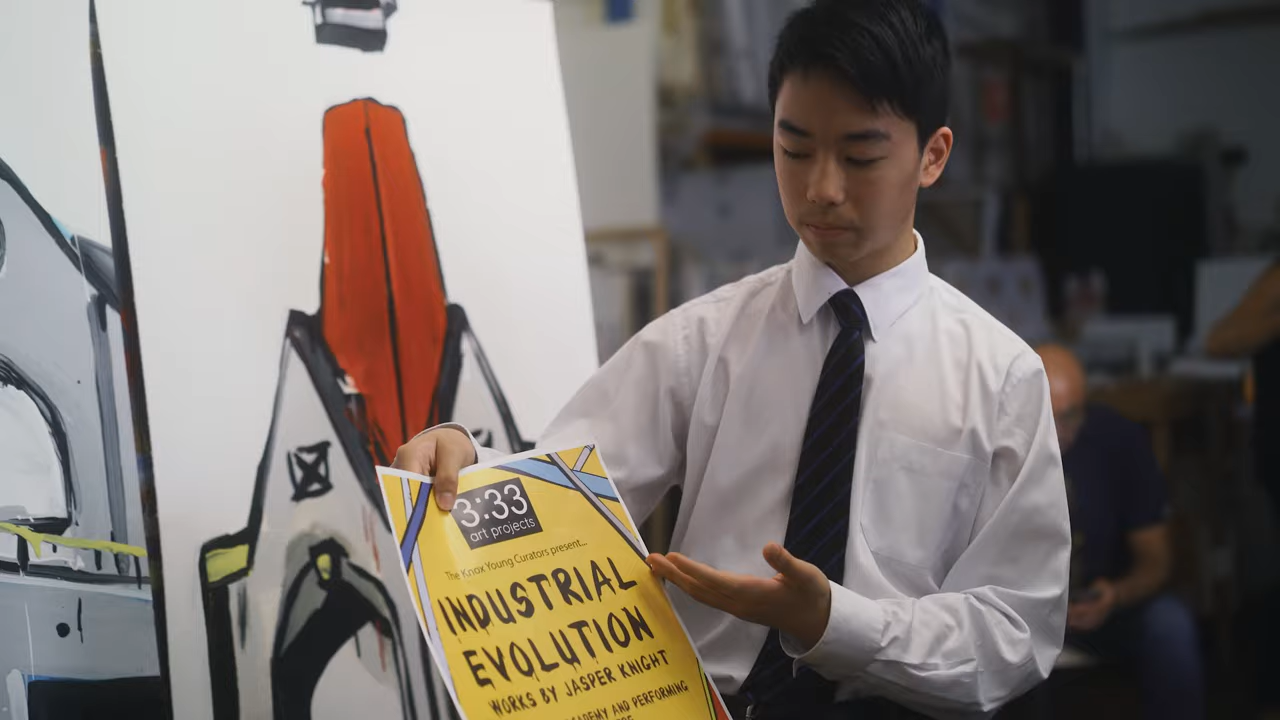 3:33
art projects
The Knox Young Curators present...
INDUSTRIAL
EVOLUTION
WORKS BY JASPER KNIGHT
ACADEMY AND PERFORMING